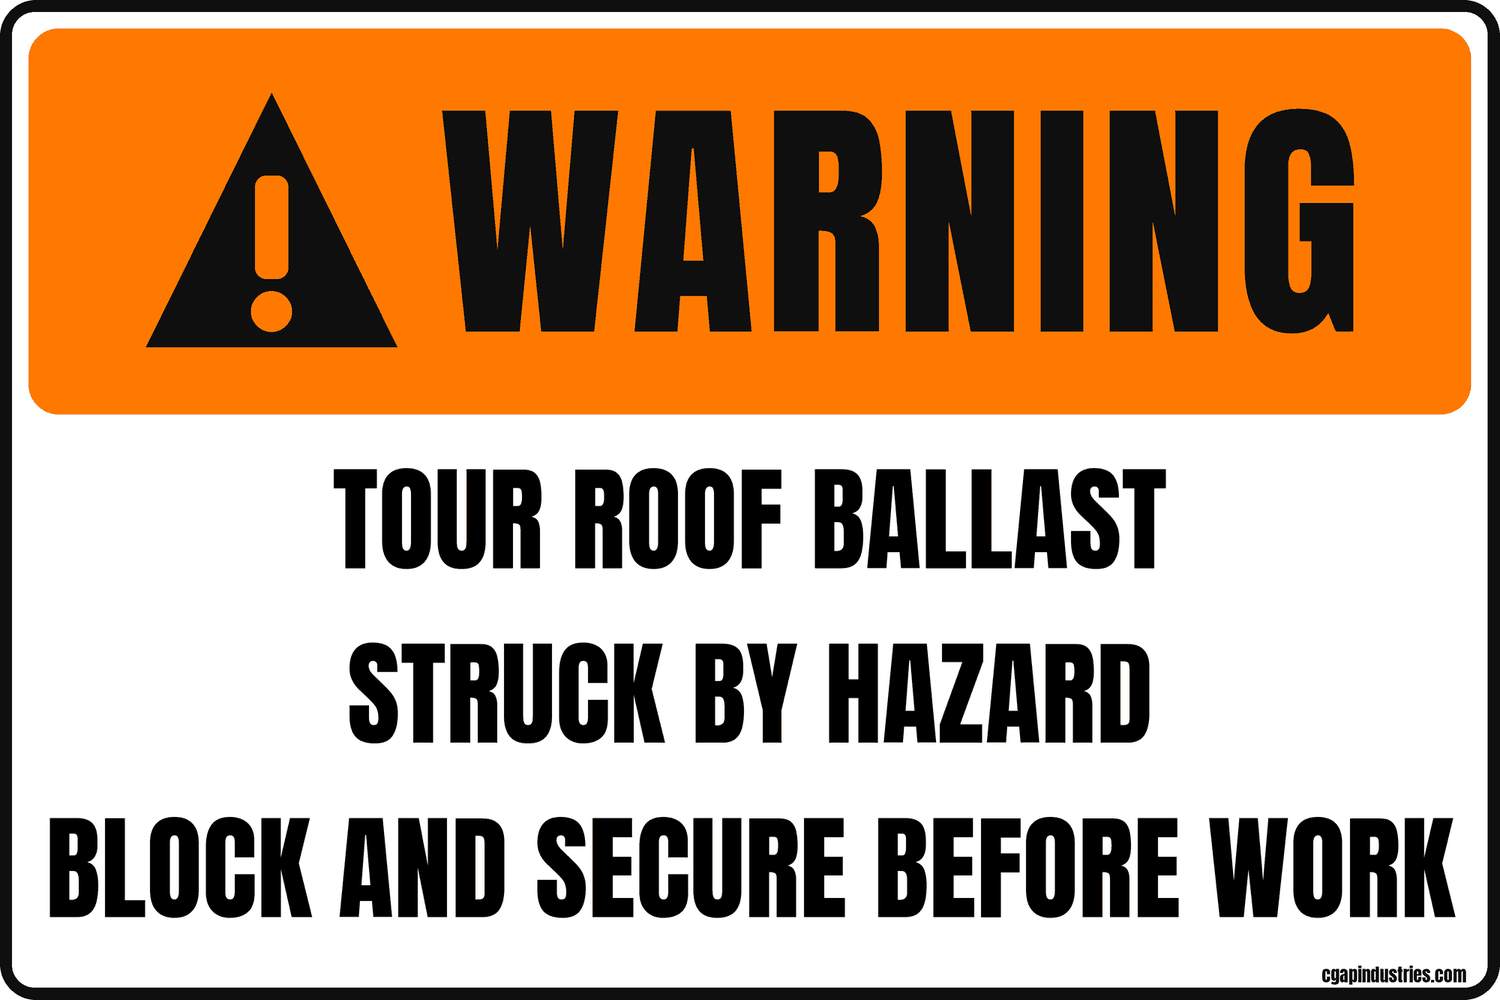 WARNING
TOUR ROOF BALLAST
STRUCK BY HAZARD
BLOCK AND SECURE BEFORE WORK
cgapindustries.com